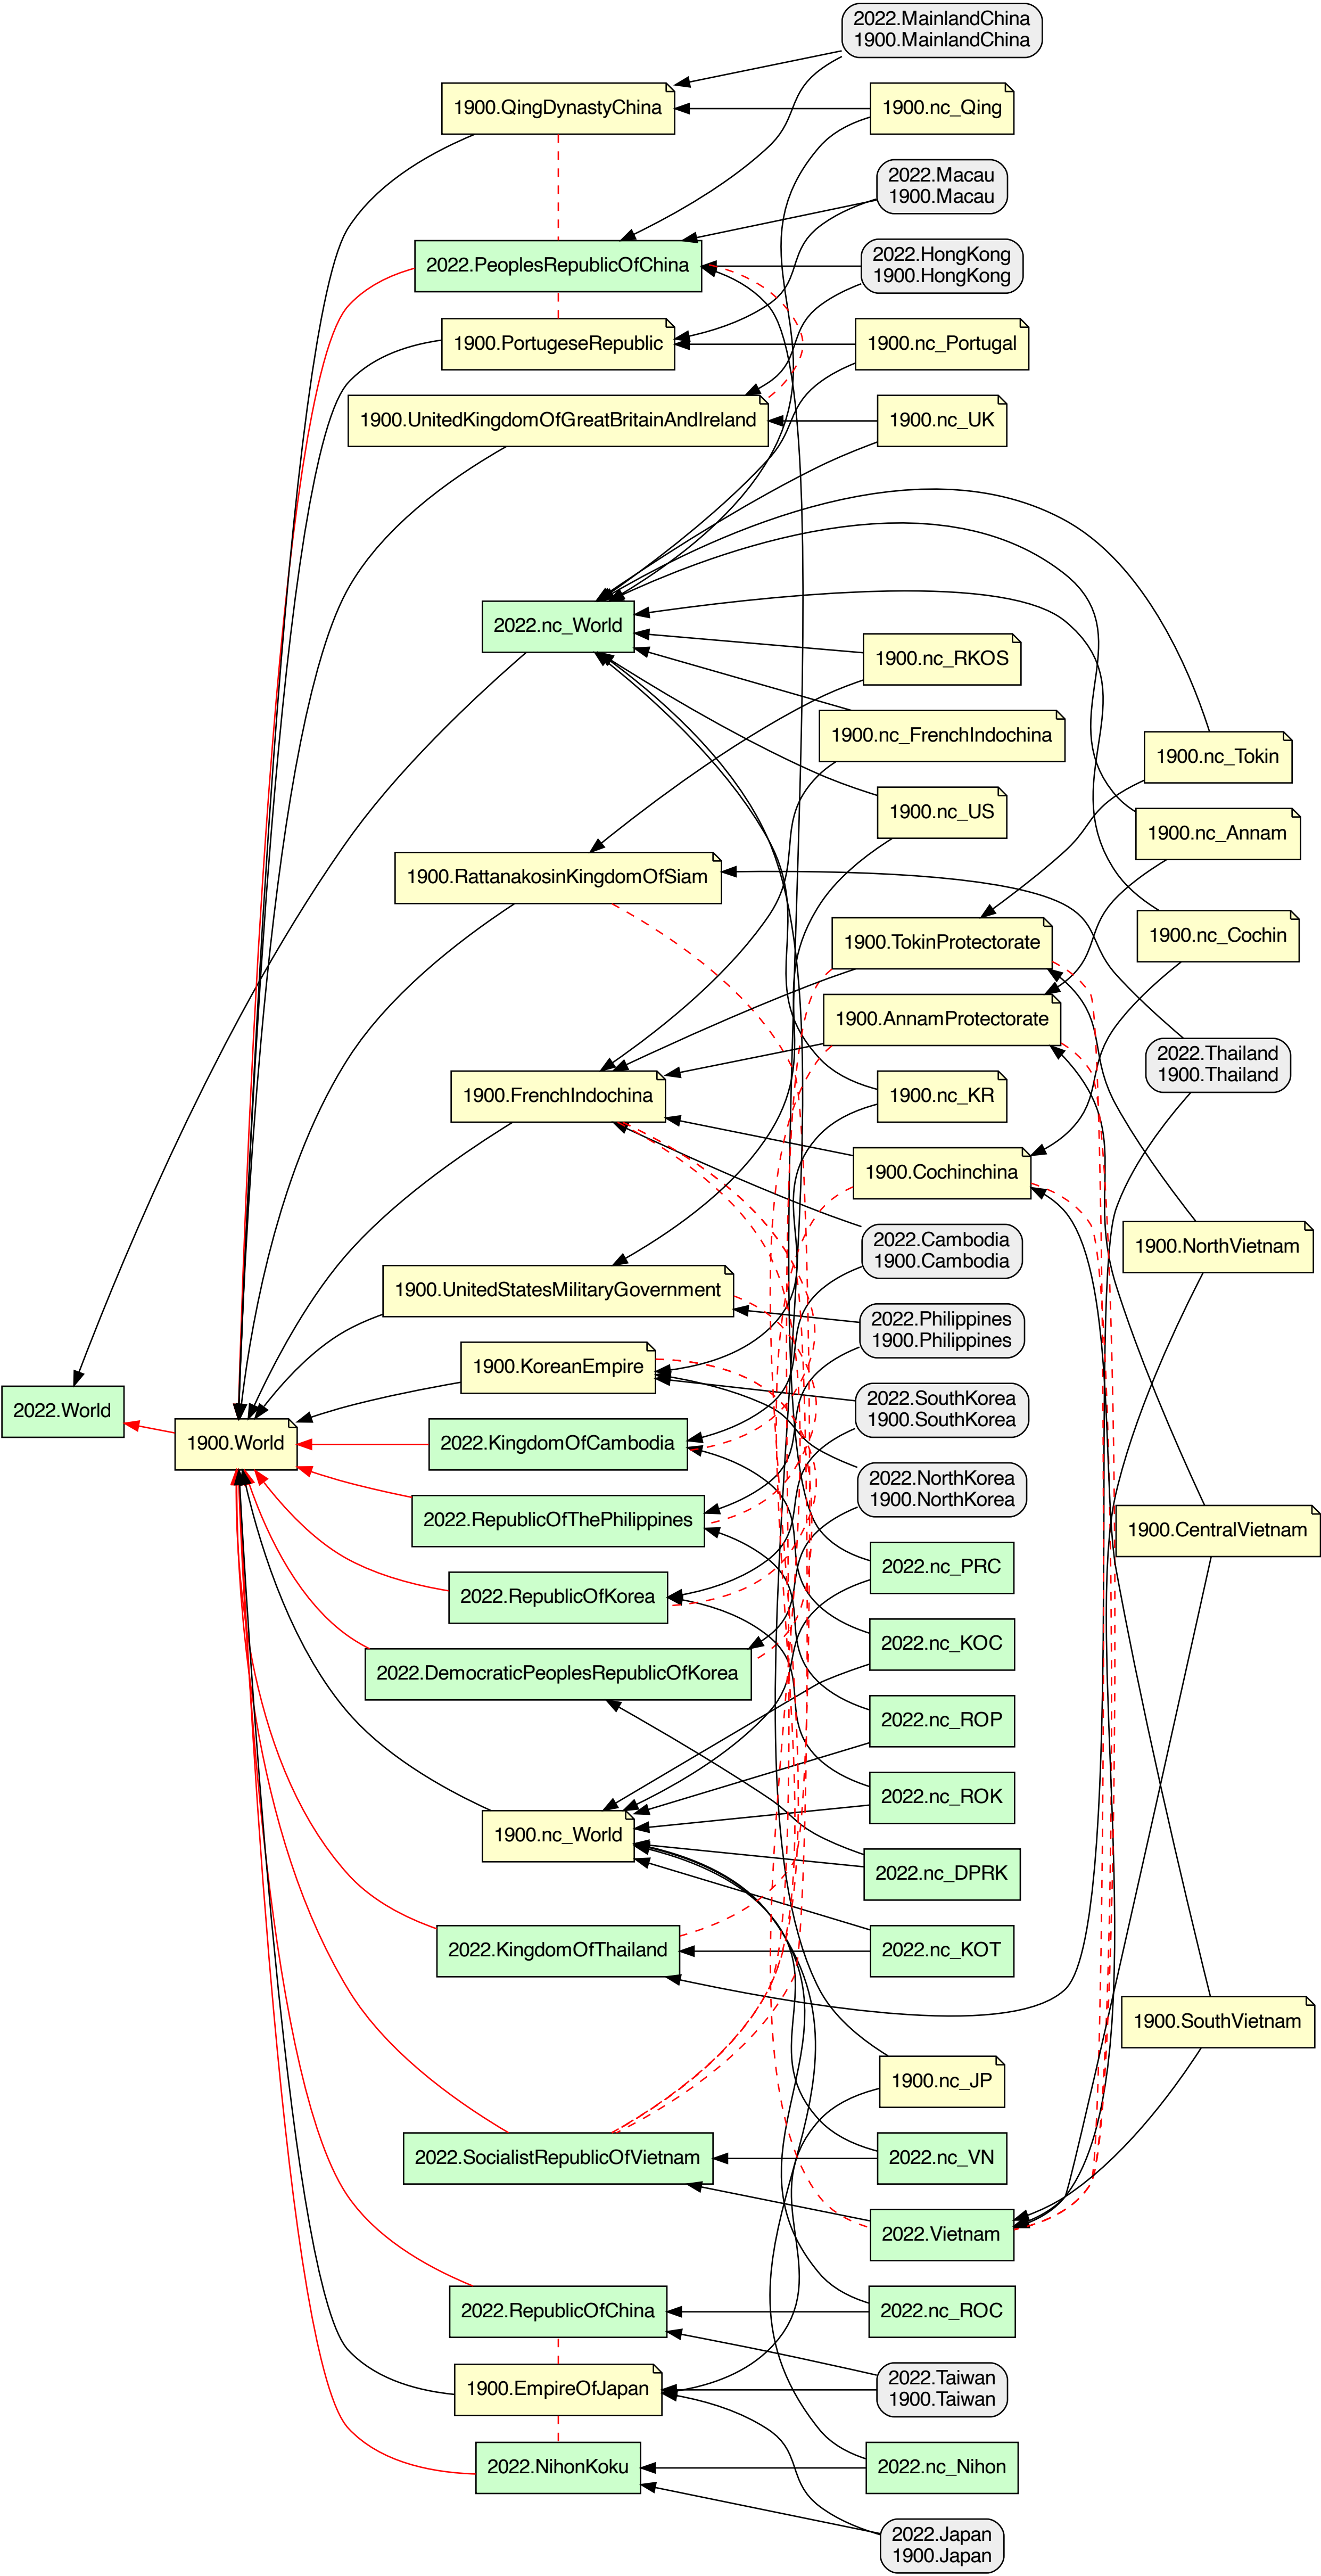 2022.MainlandChina
1900.MainlandChina
1900.QingDynastyChina
1900.nc_Qing
2022.Macau
1900.Macau
2022.PeoplesRepublicOfChina
2022.HongKong
1900.HongKong
1900.PortugeseRepublic
1900.nc_Portugal
1900.UnitedKingdomOfGreatBritainAndIreland
1900.nc_UK
2022.nc_World
1900.nc_RKOS
1900.nc_FrenchIndochina
1900.nc_Tokin
1900.nc_US
1900.nc_Annam
1900.RattanakosinKingdomOfSiam
1900.nc_Cochin
1900.TokinProtectorate
1900.AnnamProtectorate
2022.Thailand
1900.Thailand
1900.FrenchIndochina
1900.nc_KR
1900.Cochinchina
2022.Cambodia
1900.Cambodia
1900.NorthVietnam
1900.UnitedStatesMilitaryGovernment
2022.Philippines
1900.Philippines
1900.KoreanEmpire
2022.World
2022.SouthKorea
1900.SouthKorea
1900.World
2022.KingdomOfCambodia
2022.NorthKorea
1900.NorthKorea
2022.RepublicOfThePhilippines
1900.CentralVietnam
2022.nc_PRC
2022.RepublicOfKorea
2022.nc_KOC
2022.DemocraticPeoplesRepublicOfKorea
2022.nc_ROP
2022.nc_ROK
1900.nc_World
2022.nc_DPRK
2022.KingdomOfThailand
2022.nc_KOT
1900.SouthVietnam
1900.nc_JP
2022.SocialistRepublicOfVietnam
2022.nc_VN
2022.Vietnam
2022.RepublicOfChina
2022.nc_ROC
1900.EmpireOfJapan
2022.Taiwan
1900.Taiwan
2022.NihonKoku
2022.nc_Nihon
2022.Japan
1900.Japan